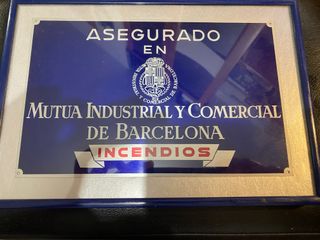 ASEGURADO
EN
MUTUA INDUSTRIAL Y COMERCIAL
DE BARCELONA
INCENDIOS